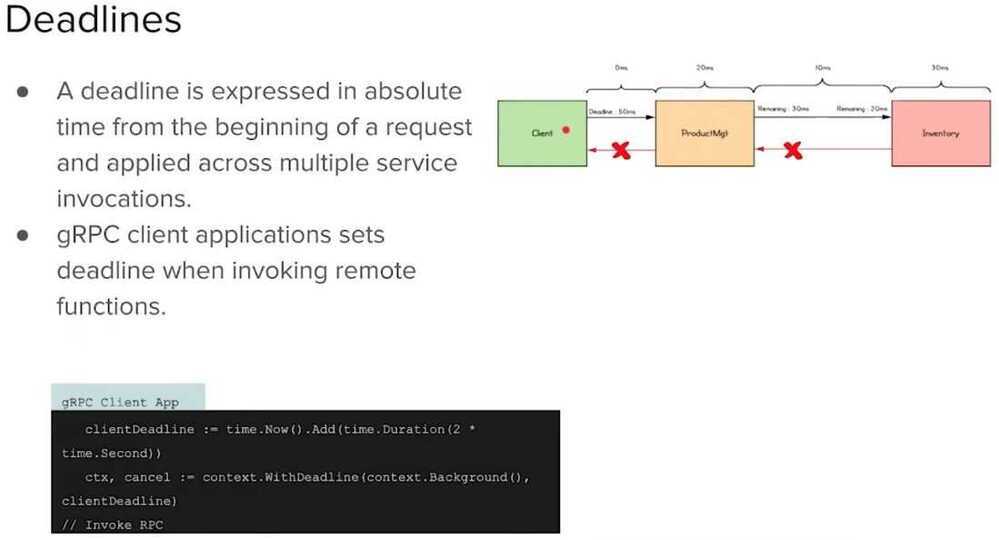 Deadlines
● A deadline is expressed in absolute
time from the beginning of a request
and applied across multiple service
invocations.
● gRPC client applications sets
deadline when invoking remote
functions.
0ms 20ms 10ms 30ms
Deadline : 50ms Remaining : 30ms Remaining : 20ms
Client ProductMgt Inventory
gRPC Client App
clientDeadline := time.Now().Add(time.Duration(2 *
time.Second))
ctx, cancel := context.WithDeadline(context.Background(),
clientDeadline)
// Invoke RPC